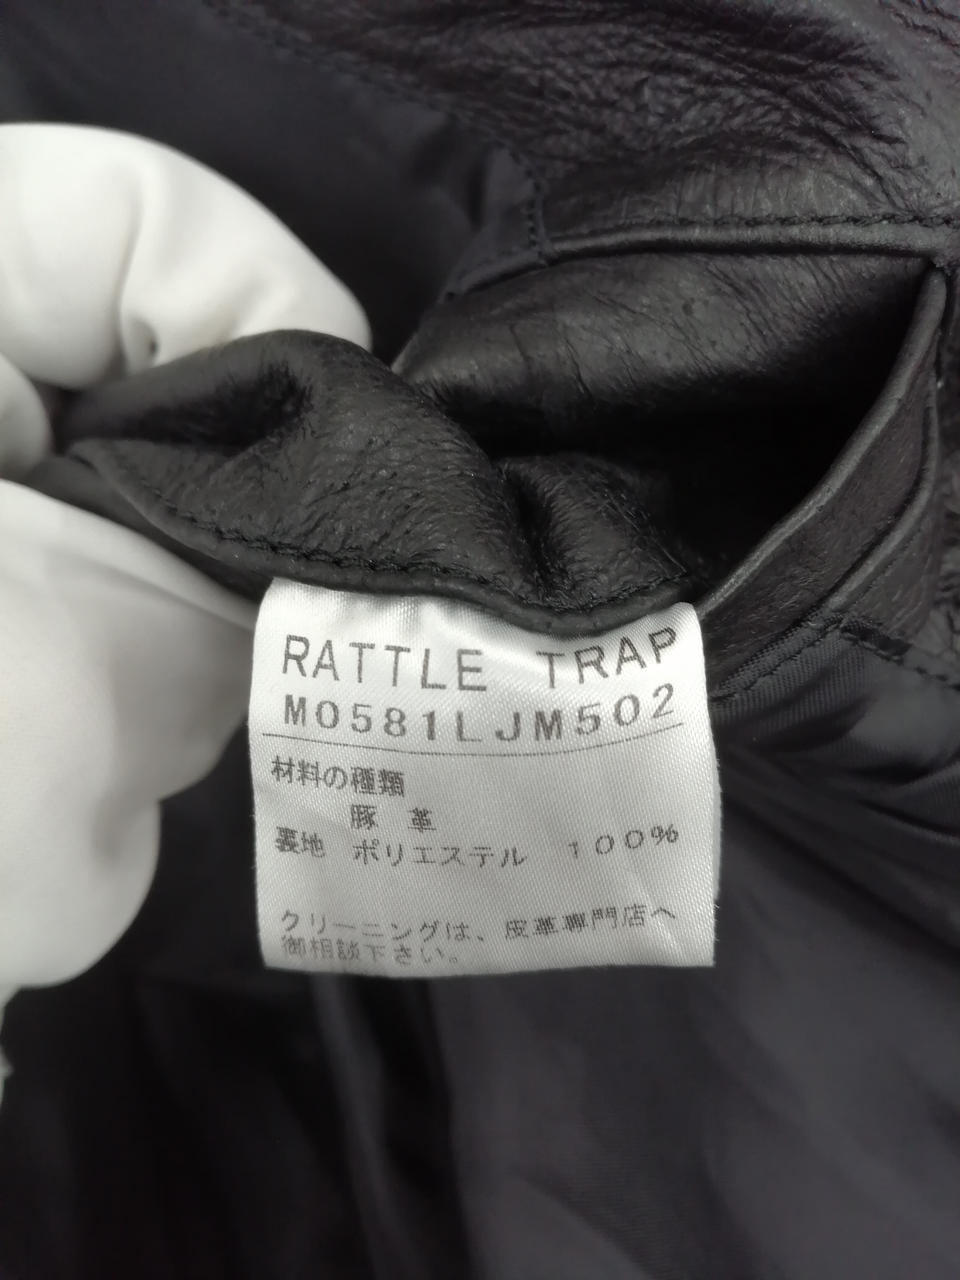 RATTLE TRAP
M0581LJM502
材料の種類
豚 革
裏地 ポリエステル 100%
クリーニングは、皮革専門店へ
御相談下さい。